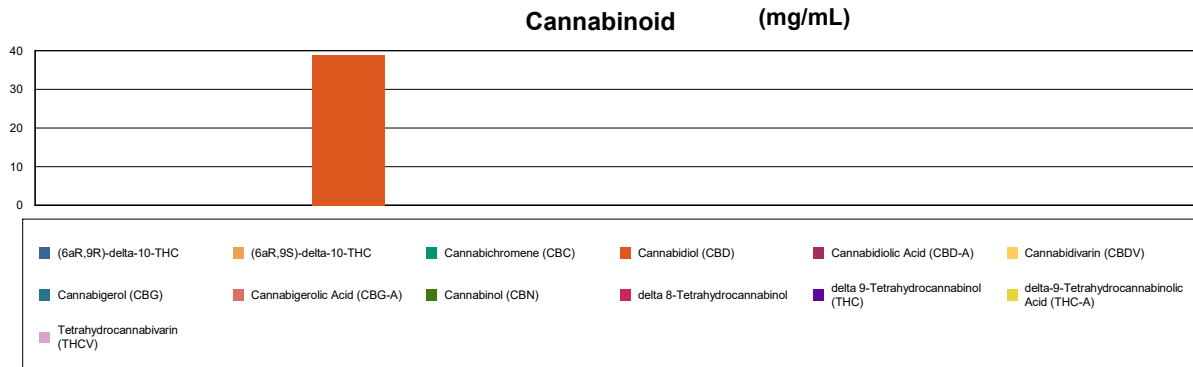 Cannabinoid (mg/mL)
40
30
20
10
0
(6aR,9R)-delta-10-THC
(6aR,9S)-delta-10-THC
Cannabichromene (CBC)
Cannabidiol (CBD)
Cannabidiolic Acid (CBD-A)
Cannabidivarin (CBDV)
Cannabigerol (CBG)
Cannabigerolic Acid (CBG-A)
Cannabinol (CBN)
delta 8-Tetrahydrocannabinol
delta 9-Tetrahydrocannabinol
(THC)
delta-9-Tetrahydrocannabinolic
Acid (THC-A)
Tetrahydrocannabivarin
(THCV)